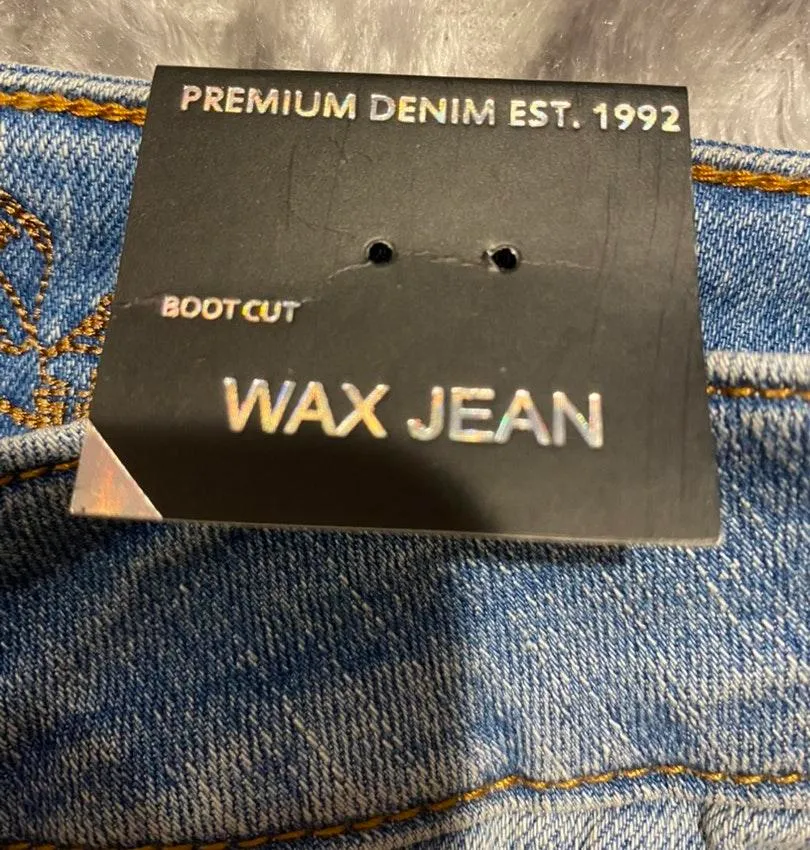 PREMIUM DENIM EST. 1992
BOOT CUT
WAX JEAN